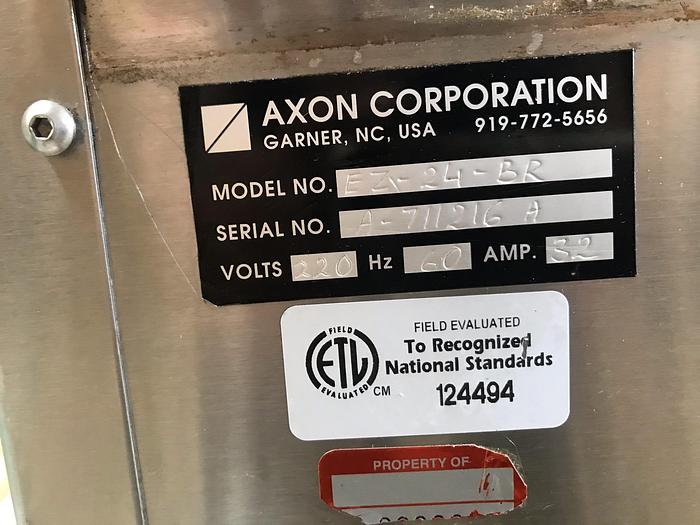 AXON CORPORATION
GARNER, NC, USA 919-772-5656
MODEL NO. EZ-24-BR
SERIAL NO. A-711216 A
VOLTS 220 Hz 60 AMP. 32
FIELD EVALUATED
ETL
CM
FIELD EVALUATED
To Recognized
National Standards
124494
PROPERTY OF